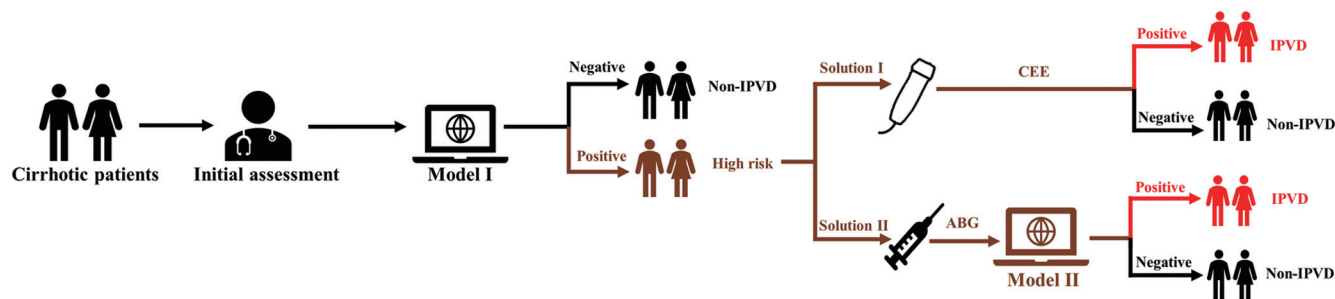 Cirrhotic patients
Initial assessment
Model I
Negative
Non-IPVD
Positive
High risk
Solution I
CEE
Positive
IPVD
Negative
Non-IPVD
Solution II
ABG
Model II
Positive
IPVD
Negative
Non-IPVD